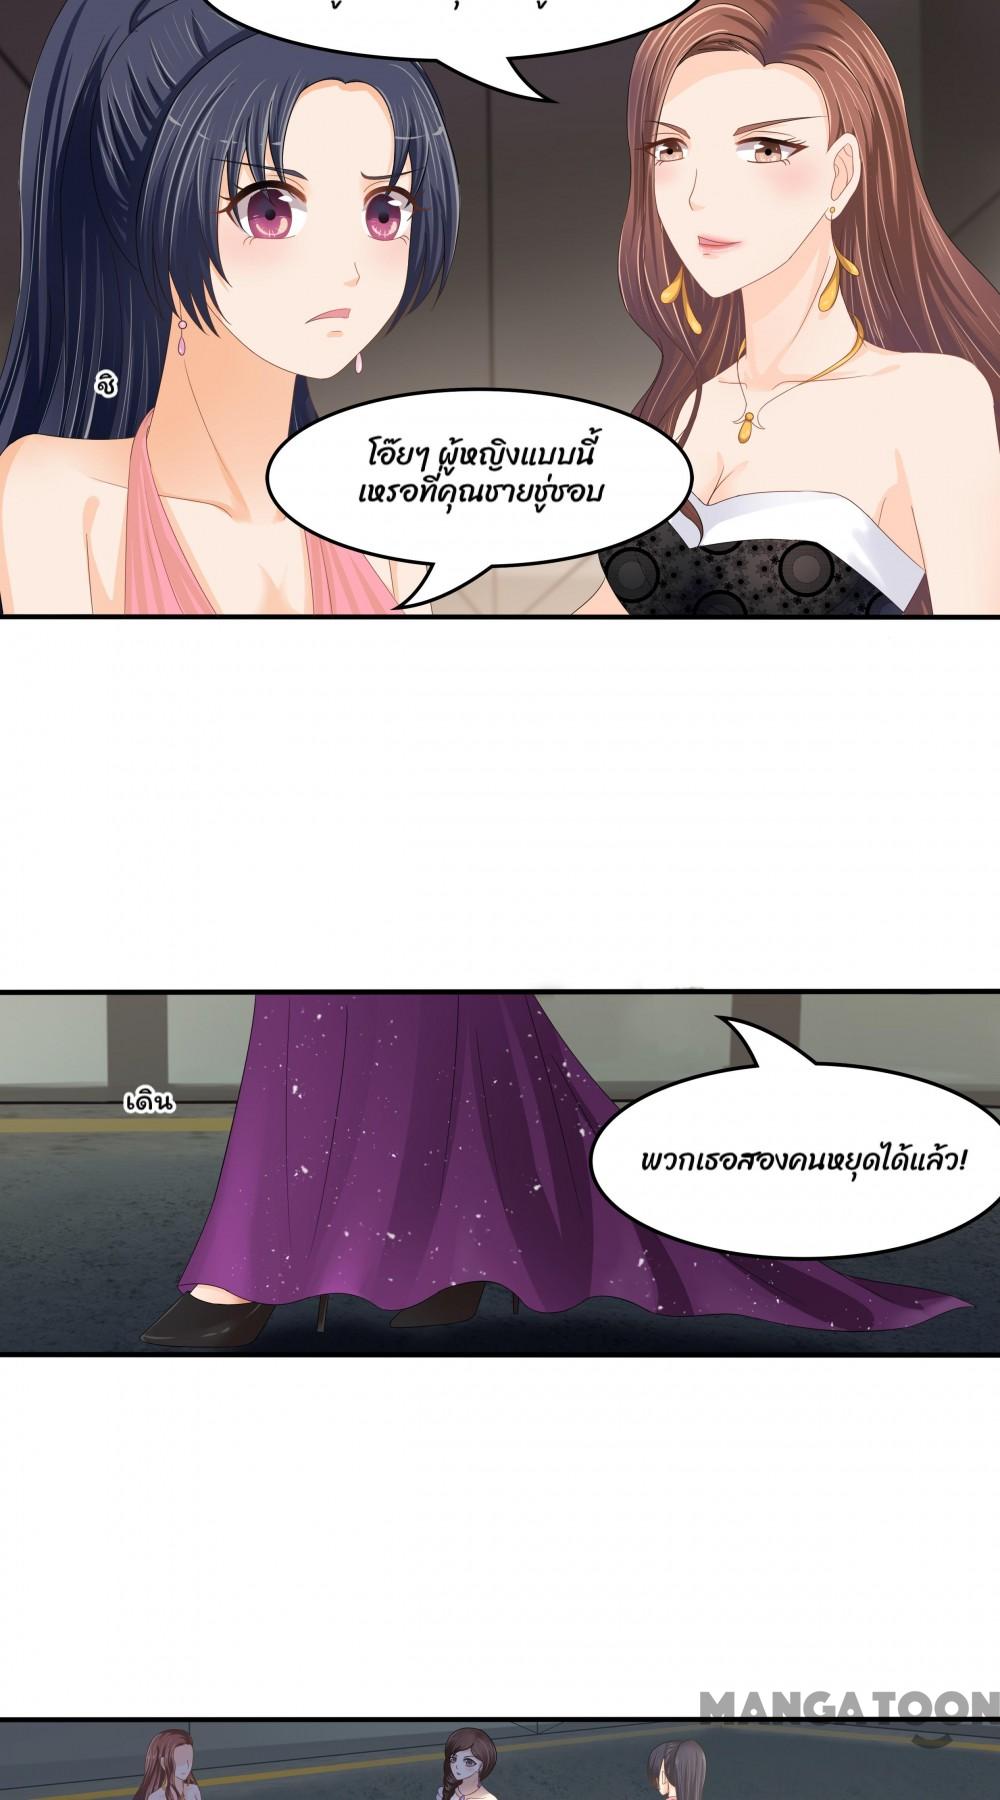 ชิ
โอ๊ยๆ ผู้หญิงแบบนี้
เหรอที่คุณชายชู่ชอบ
เดิน
พวกเธอสองคนหยุดได้แล้ว!
MANGATOON